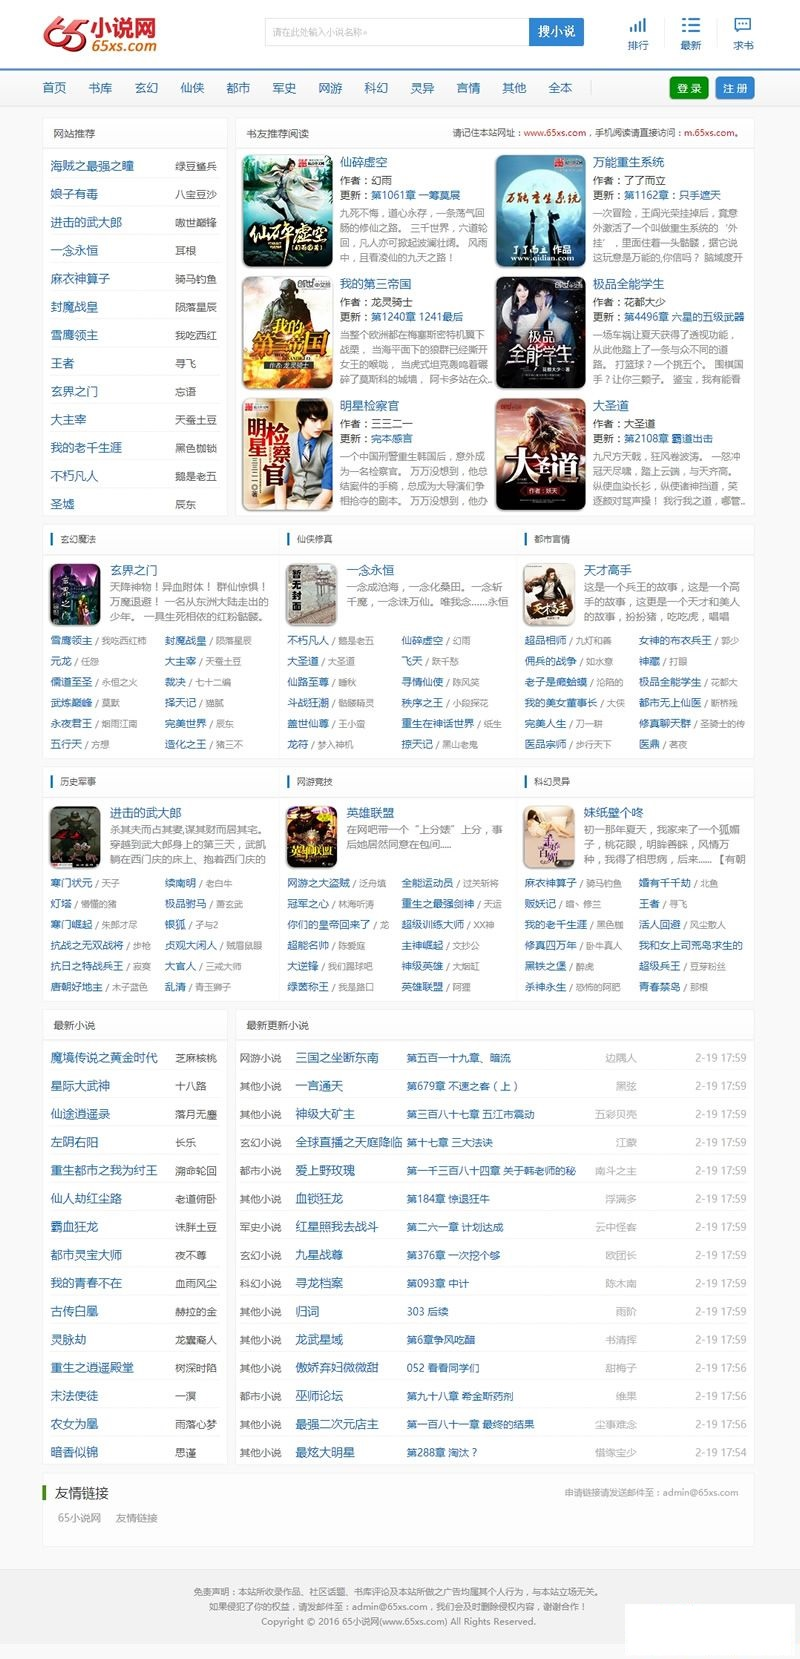 65小说网
65xs.com
请在此处输入小说名称»
搜小说
排行 最新 求书
首页 书库 玄幻 仙侠 都市 军史 网游 科幻 灵异 言情 其他 全本
登录 注册
网站推荐
海贼之最强之瞳 绿豆鲨兵
娘子有毒 八宝豆沙
进击的武大郎 嗷世巅锋
一念永恒 耳根
麻衣神算子 骑马钓鱼
封魔战皇 陨落星辰
雪鹰领主 我吃西红
王者 寻飞
玄界之门 忘语
大主宰 天蚕土豆
我的老千生涯 黑色枷锁
不朽凡人 鹅是老五
圣墟 辰东
书友推荐阅读
请记住本站网址：www.65xs.com，手机阅读请直接访问：m.65xs.com。
仙碎虚空
作者：幻雨
更新：第1061章 一筹莫展
九死不悔，道心永存，一条荡气回
肠的修仙之路。 三千世界，六道轮
回，凡人亦可掀起波澜壮阔。 风雨
中，且看凌仙的九天之路！
万能重生系统
作者：了了而立
更新：第1162章：只手遮天
一次冒险，王阎光荣挂掉后，竟意
外激活了一个叫做重生系统的‘外
挂’，里面住着一头骷髅，据它说
这玩意是万能的,你信吗？ 脑域度开
我的第三帝国
作者：龙灵骑士
更新：第1240章 1241最后
当整个欧洲都在梅塞斯密特机翼下
战栗， 当海平面下的狼群已经撕开
女王的喉咙， 当虎式坦克轰鸣着碾
碎了莫斯科的城墙， 阿卡多站在众..
极品全能学生
作者：花都大少
更新：第4496章 六星的五级武器
一场车祸让夏天获得了透视功能，
从此他踏上了一条与众不同的道
路。 打篮球？一个挑五个。 围棋国
手？让你三颗子。 鉴宝，我有能看
明星检察官
作者：三三二一
更新：完本感言
一个中国刑警重生韩国后，意外成
为一名检察官。 万万没想到，他总
结案件的手稿，总成为大导演们争
相抢夺的剧本。 万万没想到，他办
大圣道
作者：大圣道
更新：第2108章 霸道出击
九尺方天戟，狂风卷波涛。 一怒冲
冠天尽啸，踏上云端，与天齐高。
纵使血染长衫，纵使诸神挡道，笑
逐颜对骂声操！ 我行我之道，哪管..
玄幻魔法
玄界之门
天降神物！异血附体！ 群仙惊惧！
万魔退避！ 一名从东洲大陆走出的
少年。 一具生死相依的红粉骷髅。
雪鹰领主 / 我吃西红柿 封魔战皇 / 陨落星辰
元龙 / 任怨 大主宰 / 天蚕土豆
儒道至圣 / 永恒之火 裁决 / 七十二编
武炼巅峰 / 莫默 择天记 / 猫腻
永夜君王 / 烟雨江南 完美世界 / 辰东
五行天 / 方想 造化之王 / 猪三不
仙侠修真
暂无封面
一念永恒
一念成沧海，一念化桑田。一念斩
千魔，一念诛万仙。唯我念……永恒
不朽凡人 / 鹅是老五 仙碎虚空 / 幻雨
大圣道 / 大圣道 飞天 / 跃千愁
仙路至尊 / 睡秋 寻情仙使 / 陈风笑
斗战狂潮 / 骷髅精灵 秩序之王 / 小段探花
盖世仙尊 / 王小蛮 重生在神话世界 / 纸生
龙符 / 梦入神机 掠天记 / 黑山老鬼
都市言情
天才高手
这是一个兵王的故事，这是一个高
手的故事，这更是一个天才和美人
的故事，扮扮猪，吃吃虎，唱唱
超品相师 / 九灯和善 女神的布衣兵王 / 郭少
佣兵的战争 / 如水意 神藏 / 打眼
老子是癞蛤蟆 / 沦陷的 极品全能学生 / 花都大
我的美女董事长 / 大侠 都市无上仙医 / 断桥残
完美人生 / 刀一耕 修真聊天群 / 圣骑士的传
医品宗师 / 步行天下 医鼎 / 茗夜
历史军事
进击的武大郎
杀其夫而占其妻,谋其财而居其宅。
穿越到武大郎身上的第三天，武凯
躺在西门庆的床上、抱着西门庆的
寒门状元 / 天子 续南明 / 老白牛
灯塔 / 懒懂的猪 极品驸马 / 萧玄武
寒门崛起 / 朱郎才尽 银狐 / 孑与2
抗战之无双战将 / 步枪 贞观大闲人 / 贼眉鼠眼
抗日之特战兵王 / 寂寞 大官人 / 三戒大师
唐朝好地主 / 木子蓝色 乱清 / 青玉狮子
网游竞技
英雄联盟
在网吧带一个“上分婊”上分，事
后她居然同意在包间.....
网游之大盗贼 / 泛舟填 全能运动员 / 过关斩将
冠军之心 / 林海听涛 重生之最强剑神 / 天运
你们的皇帝回来了 / 龙 超级训练大师 / XX神
超能名帅 / 陈爱庭 主神崛起 / 文抄公
大逆锋 / 我们踢球吧 神级英雄 / 大烟缸
绿茵称王 / 我是路口 英雄联盟 / 阿狸
科幻灵异
妹纸壁个咚
初一那年夏天，我家来了一个狐媚
子，桃花眼，明眸善睐，风情万
种，我得了相思病，后来...... 【有朝
麻衣神算子 / 骑马钓鱼 婚有千千劫 / 北鱼
贩妖记 / 暗丶修兰 王者 / 寻飞
我的老千生涯 / 黑色枷 活人回避 / 风尘散人
修真四万年 / 卧牛真人 我和女上司荒岛求生的
黑铁之堡 / 醉虎 超级兵王 / 豆芽粉丝
杀神永生 / 恐怖的阿肥 青春禁岛 / 那根
最新小说
魔境传说之黄金时代 芝麻核桃
星际大武神 十八路
仙途逍遥录 落月无塵
左阴右阳 长乐
重生都市之我为纣王 溯命轮回
仙人劫红尘路 老道俯卧
霸血狂龙 诛胖土豆
都市灵宝大师 夜不尊
我的青春不在 血雨风尘
古传白凰 赫拉的金
灵脉劫 龙囊裔人
重生之逍遥殿堂 树深时陌
末法使徒 一溟
农女为凰 雨落心梦
暗香似锦 思谨
最新更新小说
网游小说 三国之坐断东南 第五百一十九章、暗流 边隅人 2-19 17:59
其他小说 一言通天 第679章 不速之客（上） 黑弦 2-19 17:59
其他小说 神级大矿主 第三百八十七章 五江市震动 五彩贝壳 2-19 17:59
玄幻小说 全球直播之天庭降临 第十七章 三大法诀 江蒙 2-19 17:59
都市小说 爱上野玫瑰 第一千三百八十四章 关于韩老师的秘 南斗之主 2-19 17:59
其他小说 血锁狂龙 第184章 惊退狂牛 浮满多 2-19 17:59
军史小说 红星照我去战斗 第二六一章 计划达成 云中怪客 2-19 17:59
玄幻小说 九星战尊 第376章 一次挖个够 欧团长 2-19 17:59
科幻小说 寻龙档案 第093章 中计 陈木南 2-19 17:59
其他小说 归词 303 后续 雨阶 2-19 17:59
其他小说 龙武星域 第6章争风吃醋 书清挥 2-19 17:59
其他小说 傲娇弃妇微微甜 052 看看同学们 甜梅子 2-19 17:56
都市小说 巫师论坛 第九十八章 希金斯药剂 维果 2-19 17:56
其他小说 最强二次元店主 第一百八十一章 最终的结果 尘事难念 2-19 17:56
其他小说 最炫大明星 第288章 淘汰？ 惜缘宝少 2-19 17:54
友情链接
申请链接请发送邮件至：admin@65xs.com
65小说网 友情链接
免责声明：本站所收录作品、社区话题、书库评论及本站所做之广告均属其个人行为，与本站立场无关。
如果侵犯了你的权益，请发邮件至：admin@65xs.com，我们会及时删除侵权内容，谢谢合作！
Copyright © 2016 65小说网(www.65xs.com) All Rights Reserved.